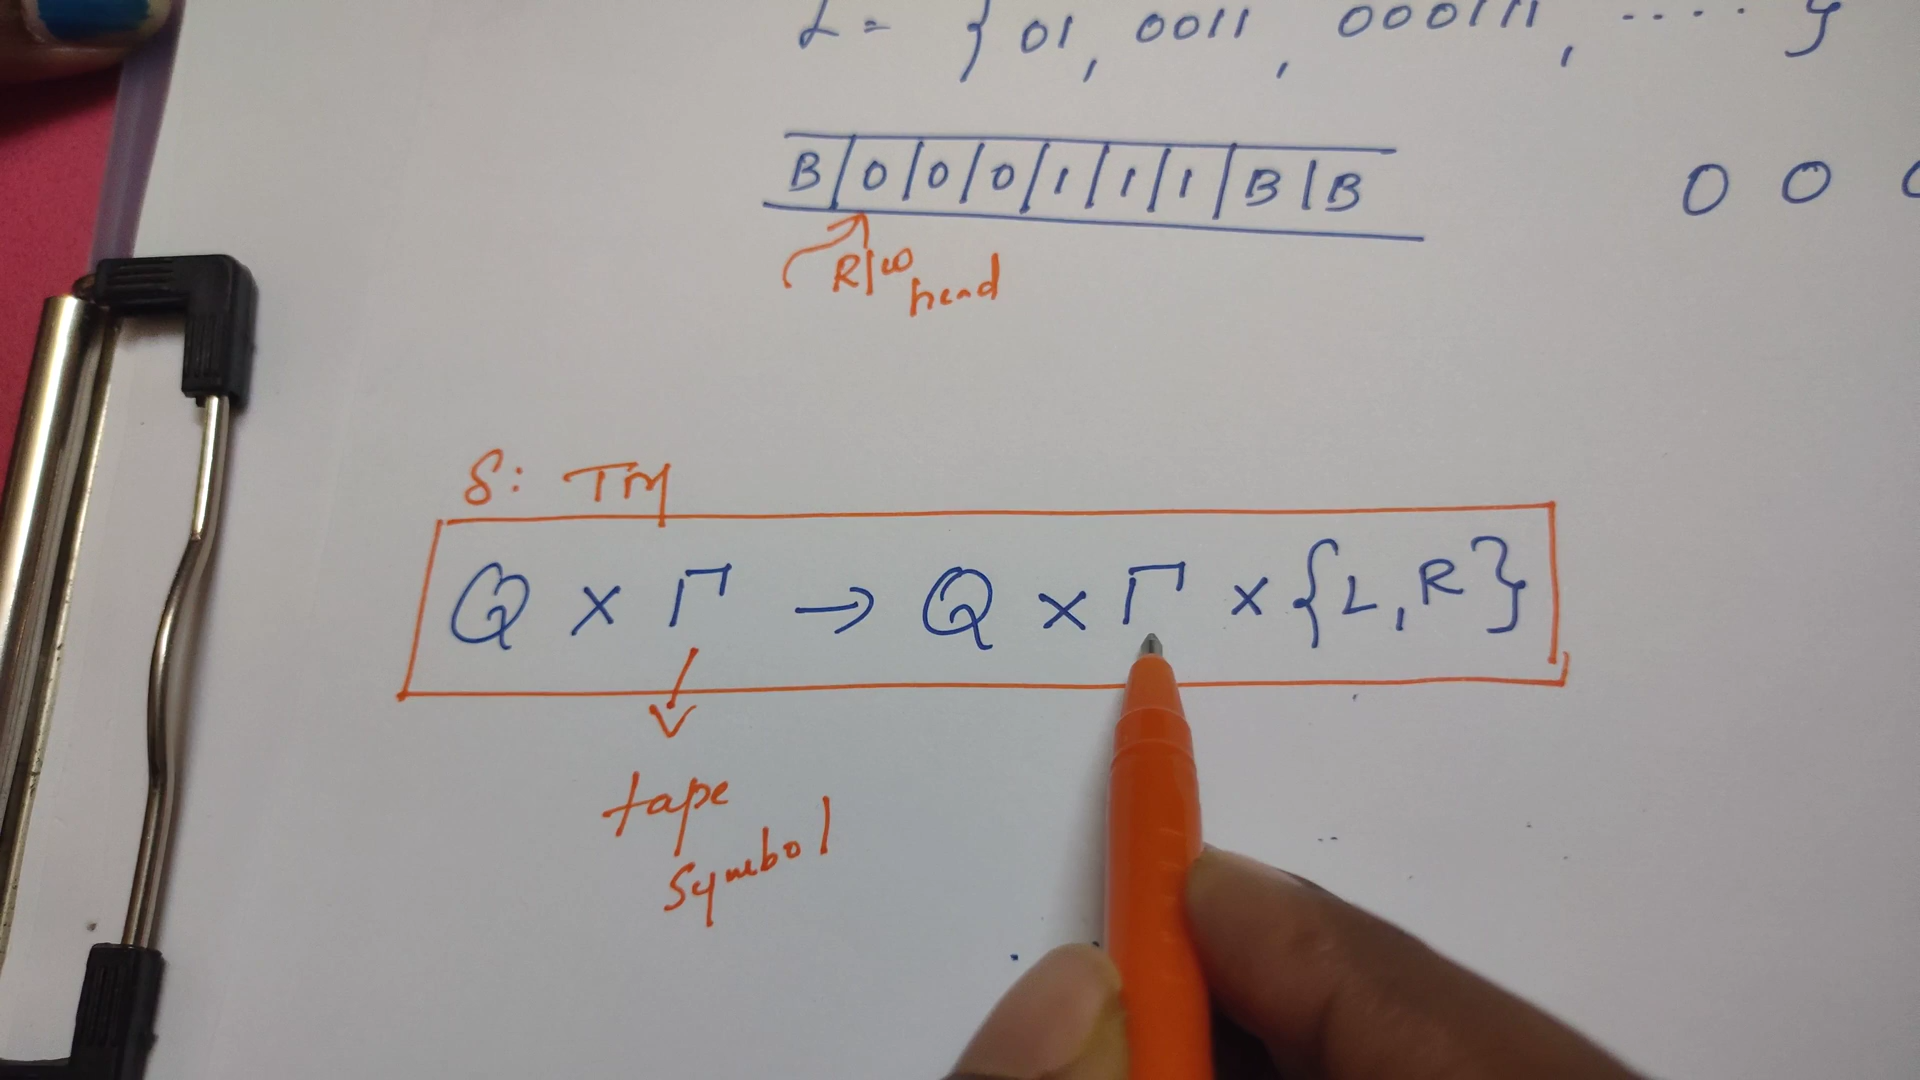 L = { 01, 0011, 000111, .... }
B/0/0/0/1/1/1/B/B
0 0
R/w
head
δ: TM
Q × Γ → Q × Γ × {L, R}
tape
symbol